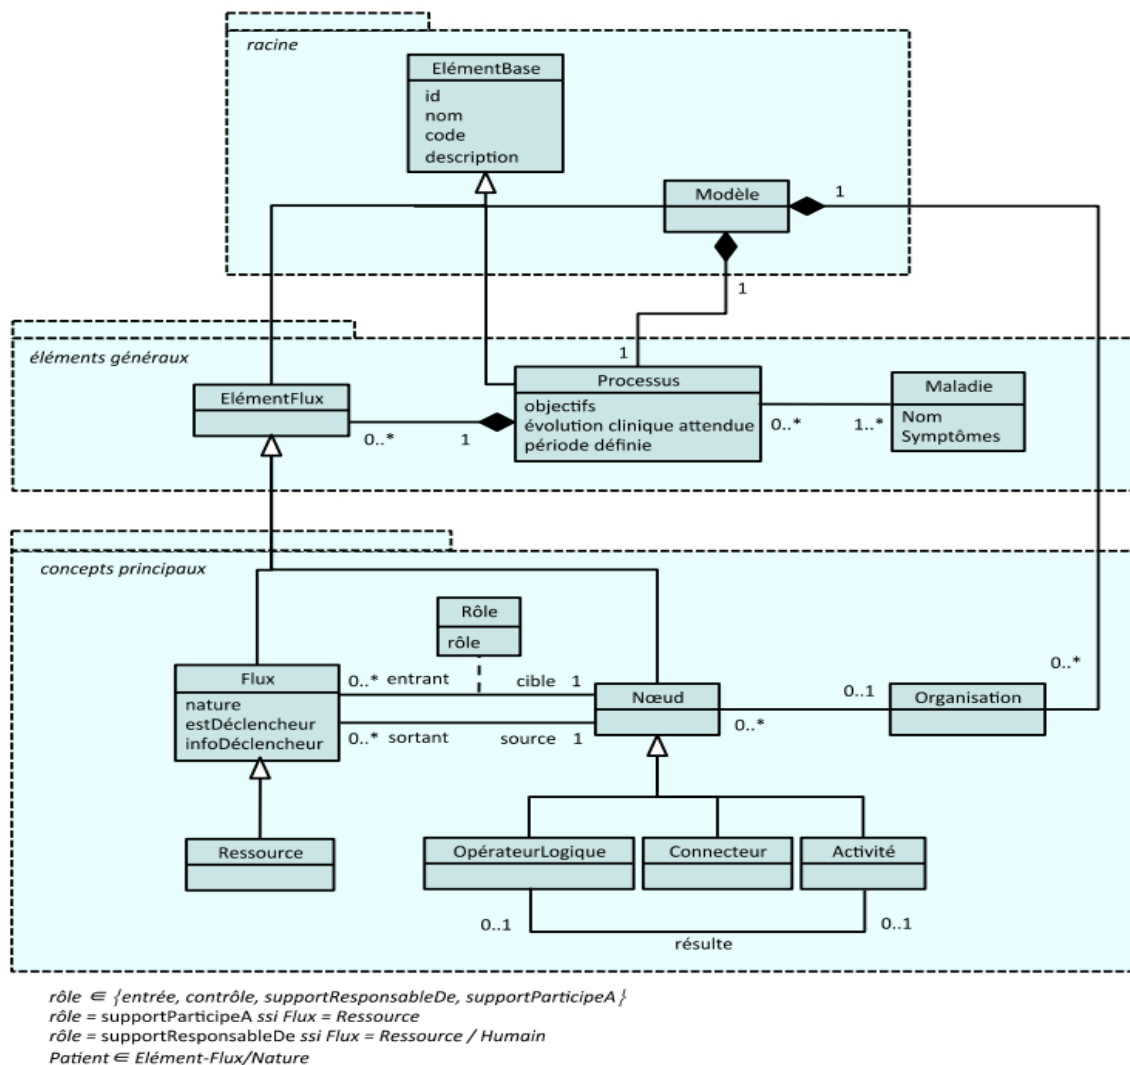 racine
ElémentBase
id
nom
code
description
Modèle
1
1
éléments généraux
1
ElémentFlux
0..*
1
Processus
objectifs
évolution clinique attendue
période définie
0..*
1..*
Maladie
Nom
Symptômes
concepts principaux
Rôle
rôle
Flux
nature
estDéclencheur
infoDéclencheur
0..* entrant
cible 1
0..* sortant
source 1
Nœud
0..*
0..1
Organisation
0..*
Ressource
OpérateurLogique
Connecteur
Activité
0..1
0..1
résulte
rôle ∈ {entrée, contrôle, supportResponsableDe, supportParticipeA}
rôle = supportParticipeA ssi Flux = Ressource
rôle = supportResponsableDe ssi Flux = Ressource / Humain
Patient ∈ Elément-Flux/Nature